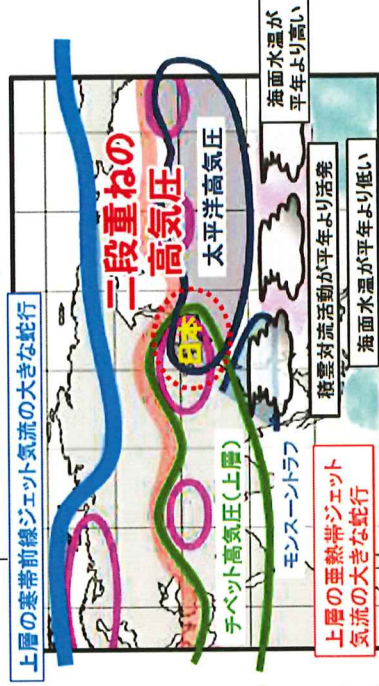 上層の寒帯前線ジェット気流の大きな蛇行
二段重ねの
高気圧
太平洋高気圧
日本
チベット高気圧(上層)
モンスーントラフ
海面水温が
平年より高い
積雲対流活動が平年より活発
海面水温が平年より低い
上層の亜熱帯ジェット
気流の大きな蛇行